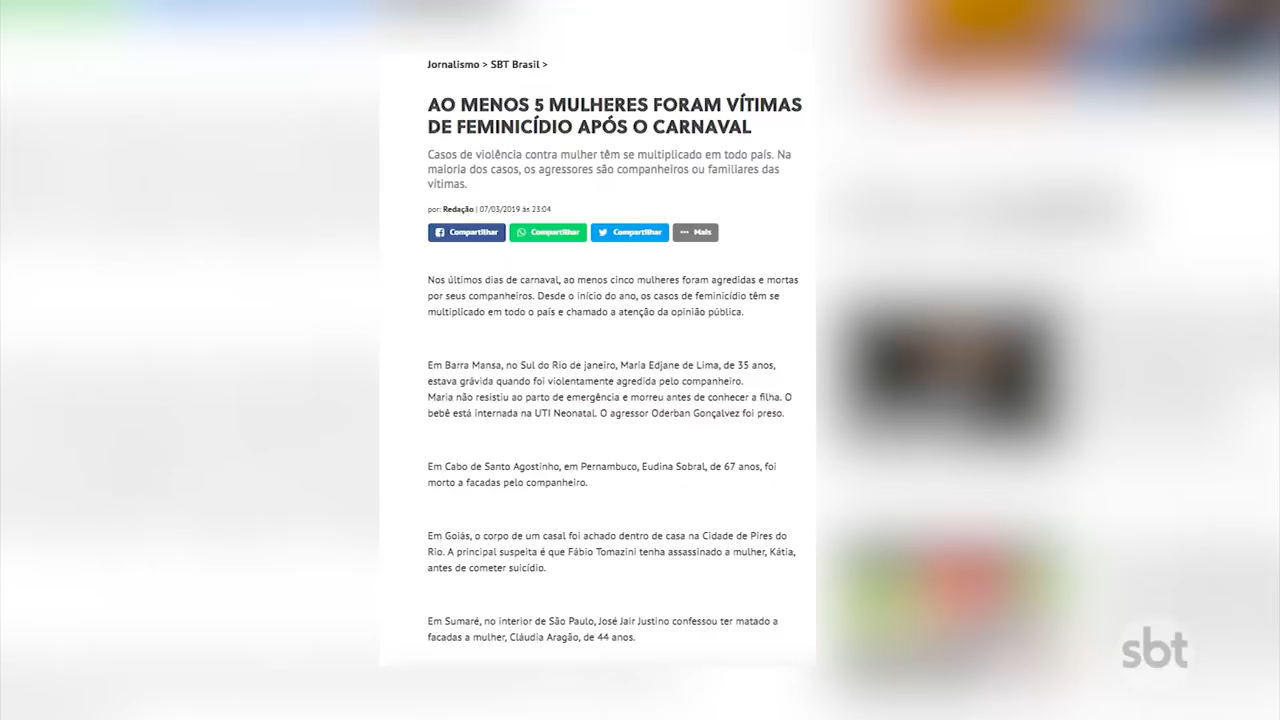 Jornalismo > SBT Brasil >
AO MENOS 5 MULHERES FORAM VÍTIMAS
DE FEMINICÍDIO APÓS O CARNAVAL
Casos de violência contra mulher têm se multiplicado em todo país. Na
maioria dos casos, os agressores são companheiros ou familiares das
vítimas.
por: Redação | 07/03/2019 às 23:04
Compartilhar Compartilhar Compartilhar ··· Mais
Nos últimos dias de carnaval, ao menos cinco mulheres foram agredidas e mortas
por seus companheiros. Desde o início do ano, os casos de feminicídio têm se
multiplicado em todo o país e chamado a atenção da opinião pública.
Em Barra Mansa, no Sul do Rio de janeiro, Maria Edjane de Lima, de 35 anos,
estava grávida quando foi violentamente agredida pelo companheiro.
Maria não resistiu ao parto de emergência e morreu antes de conhecer a filha. O
bebê está internada na UTI Neonatal. O agressor Oderban Gonçalvez foi preso.
Em Cabo de Santo Agostinho, em Pernambuco, Eudina Sobral, de 67 anos, foi
morto a facadas pelo companheiro.
Em Goiás, o corpo de um casal foi achado dentro de casa na Cidade de Pires do
Rio. A principal suspeita é que Fábio Tomazini tenha assassinado a mulher, Kátia,
antes de cometer suicídio.
Em Sumaré, no interior de São Paulo, José Jair Justino confessou ter matado a
facadas a mulher, Cláudia Aragão, de 44 anos.
sbt